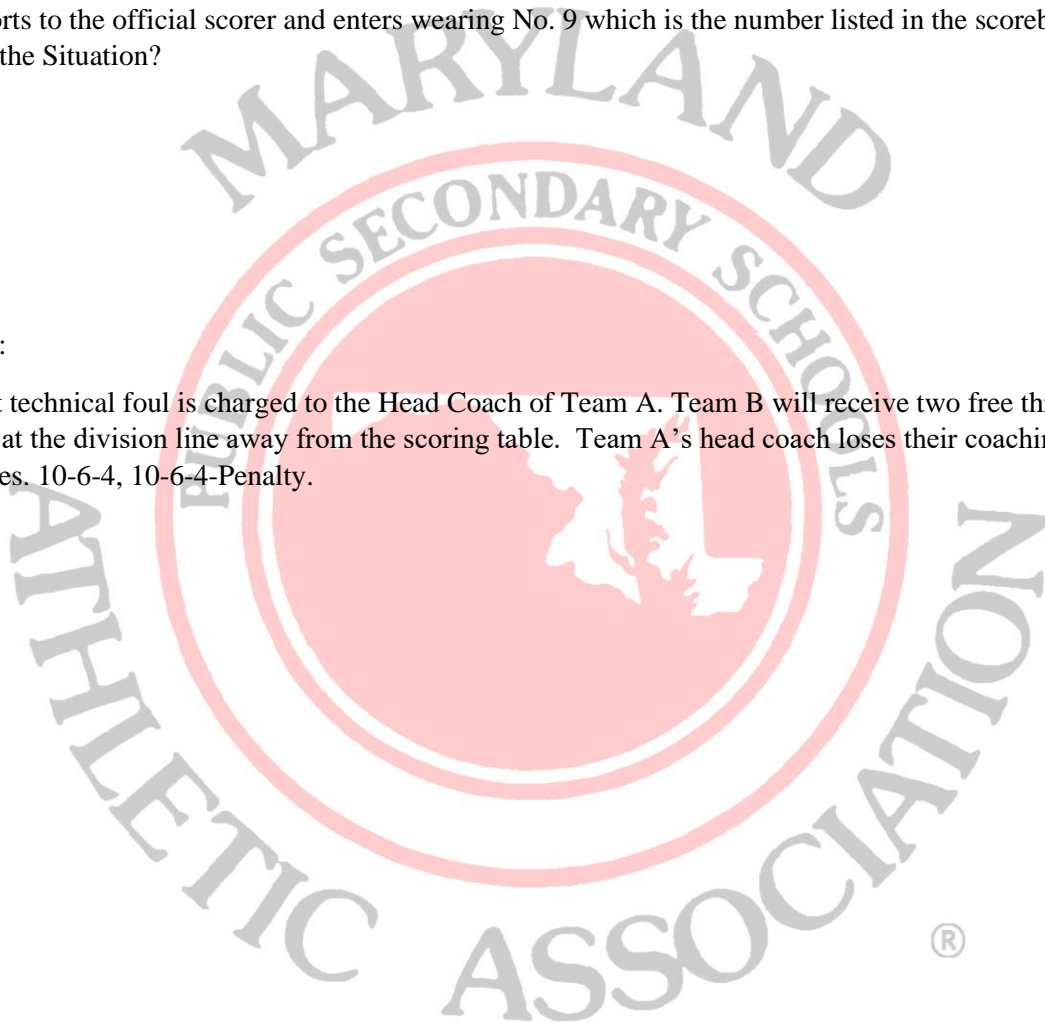 orts to the official scorer and enters wearing No. 9 which is the number listed in the scoreb
the Situation?
:
t technical foul is charged to the Head Coach of Team A. Team B will receive two free th
at the division line away from the scoring table. Team A’s head coach loses their coachin
es. 10-6-4, 10-6-4-Penalty.
MARYLAND
PUBLIC SECONDARY SCHOOLS
ATHLETIC ASSOCIATION
®